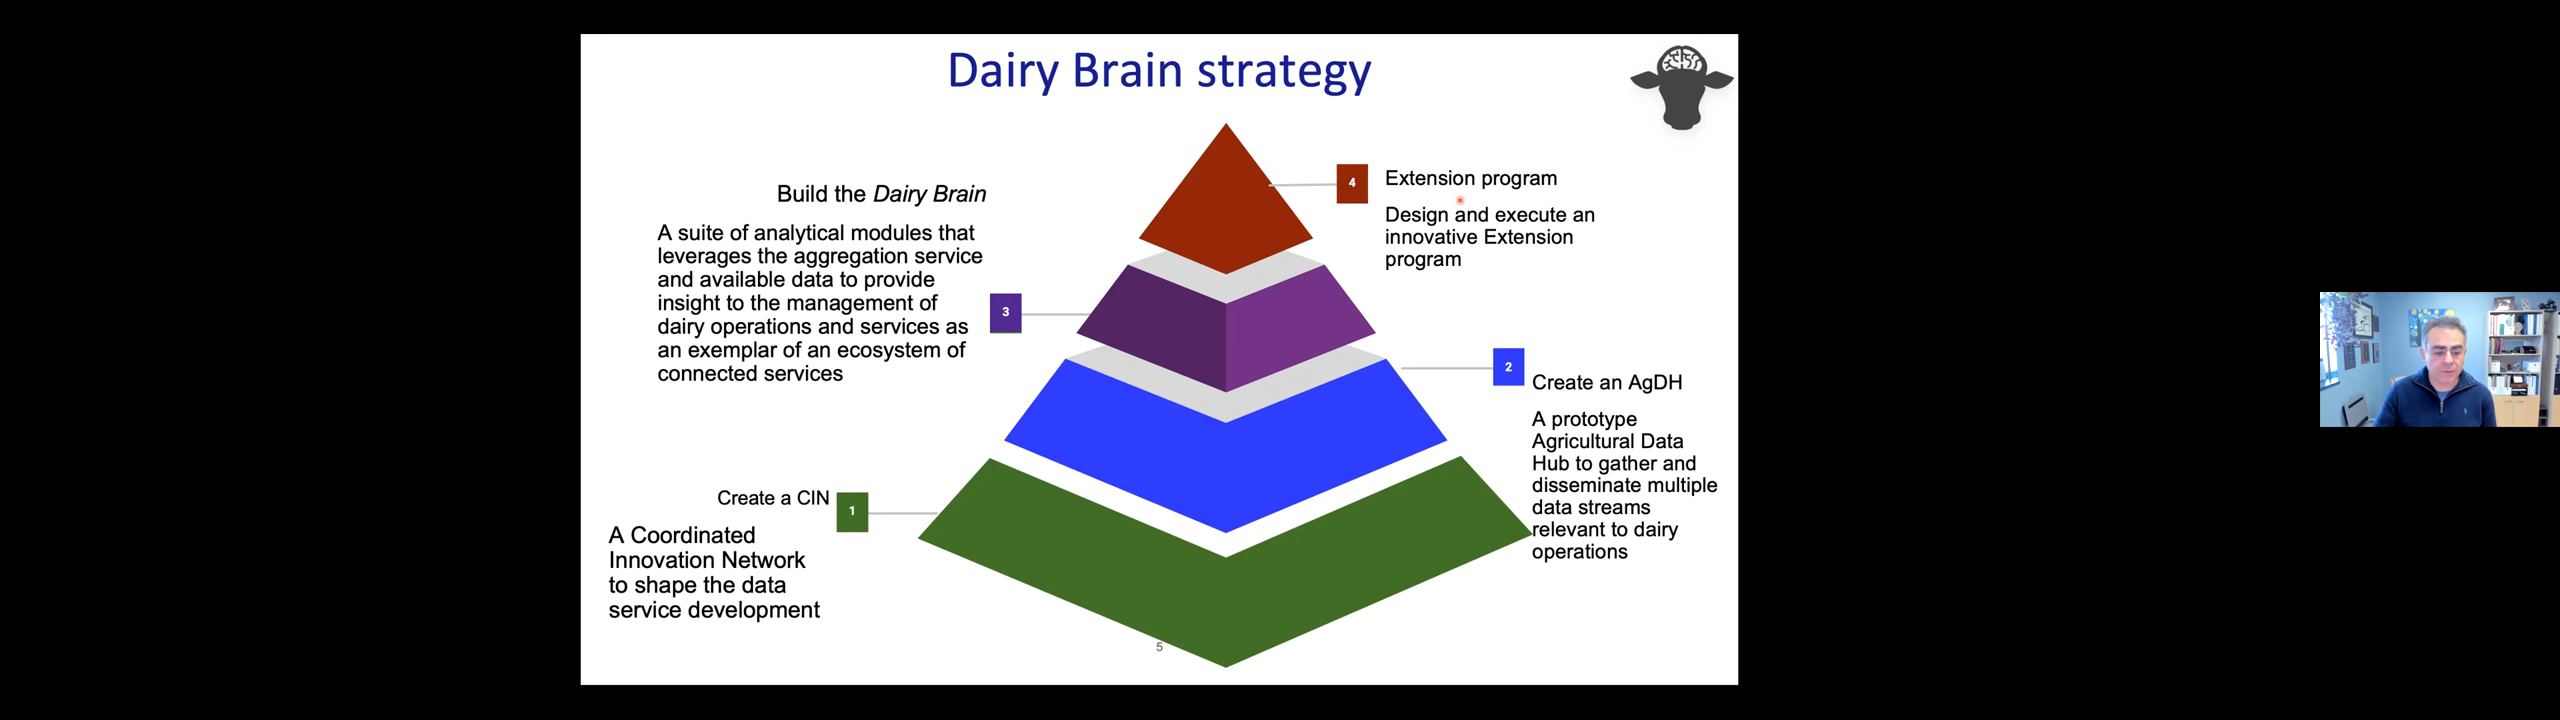 Dairy Brain strategy
4
Extension program
Design and execute an
innovative Extension
program
Build the Dairy Brain
A suite of analytical modules that
leverages the aggregation service
and available data to provide
insight to the management of
dairy operations and services as
an exemplar of an ecosystem of
connected services
3
2
Create an AgDH
A prototype
Agricultural Data
Hub to gather and
disseminate multiple
data streams
relevant to dairy
operations
Create a CIN
1
A Coordinated
Innovation Network
to shape the data
service development
5